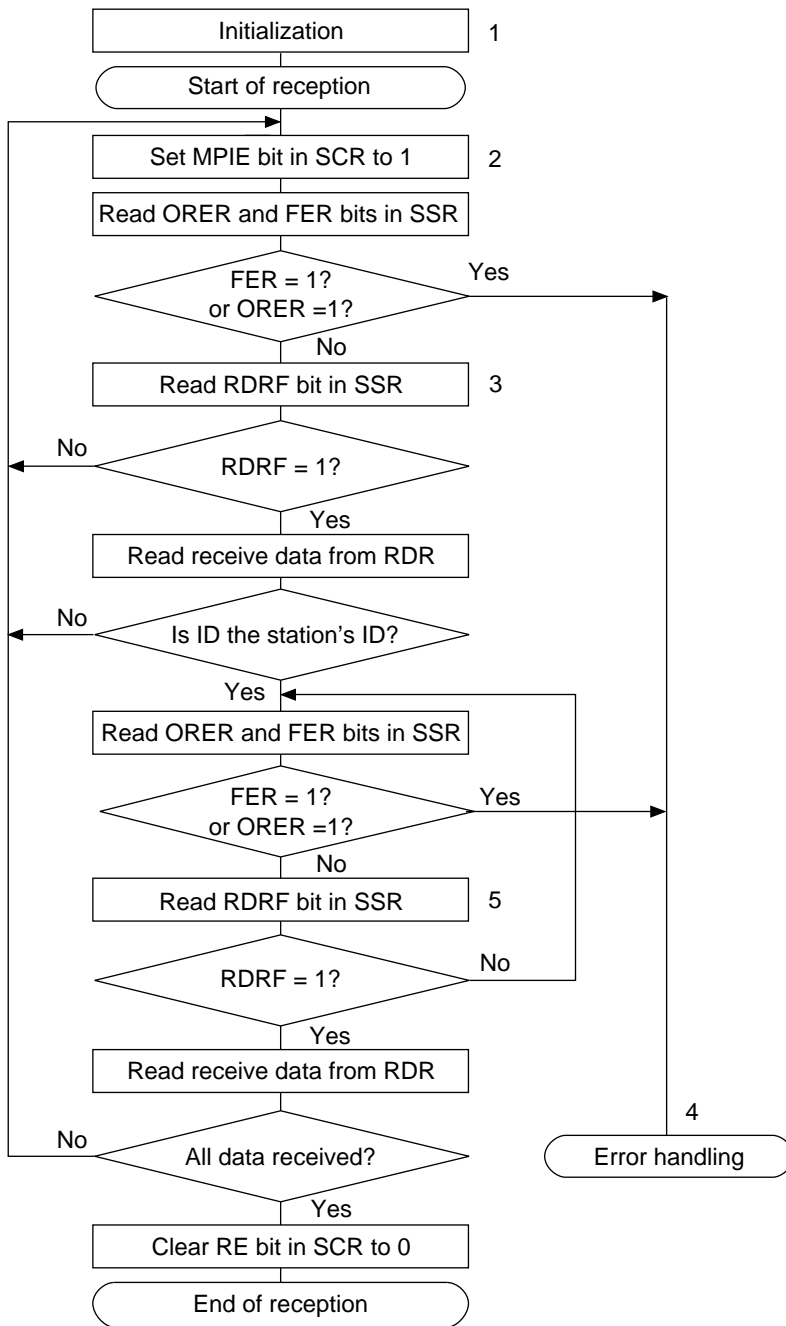 Initialization
1
Start of reception
Set MPIE bit in SCR to 1
2
Read ORER and FER bits in SSR
FER = 1?
or ORER =1?
Yes
No
Read RDRF bit in SSR
3
RDRF = 1?
No
Yes
Read receive data from RDR
Is ID the station's ID?
No
Yes
Read ORER and FER bits in SSR
FER = 1?
or ORER =1?
Yes
No
Read RDRF bit in SSR
5
RDRF = 1?
No
Yes
Read receive data from RDR
All data received?
No
4
Error handling
Yes
Clear RE bit in SCR to 0
End of reception